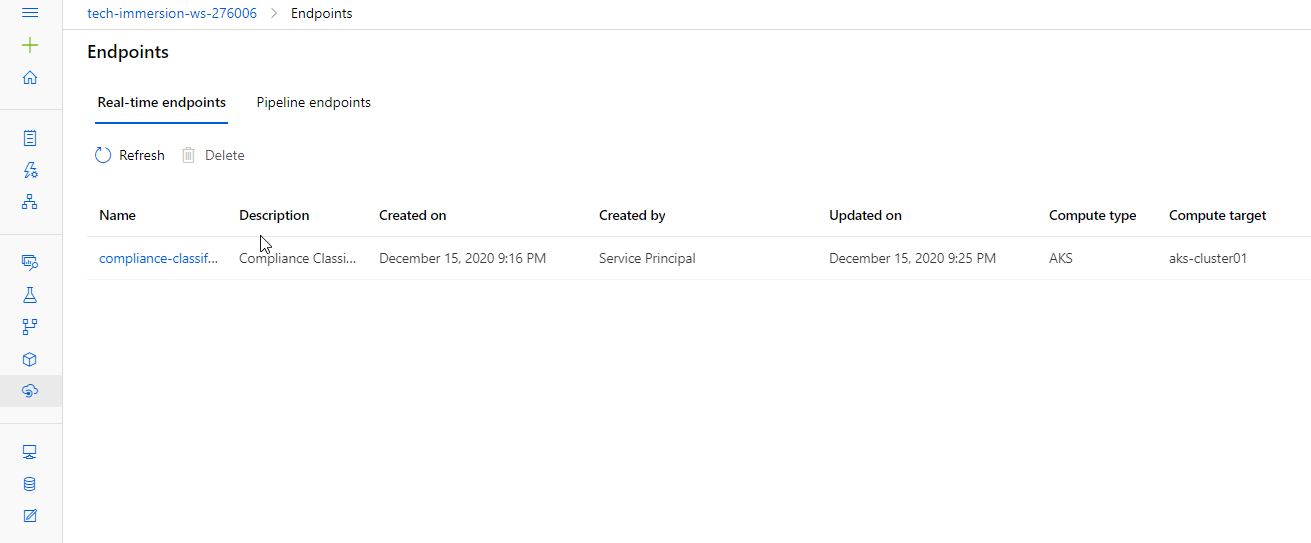 tech-immersion-ws-276006 > Endpoints
Endpoints
Real-time endpoints Pipeline endpoints
Refresh Delete
Name Description Created on Created by Updated on Compute type Compute target
compliance-classif... Compliance Classi... December 15, 2020 9:16 PM Service Principal December 15, 2020 9:25 PM AKS aks-cluster01